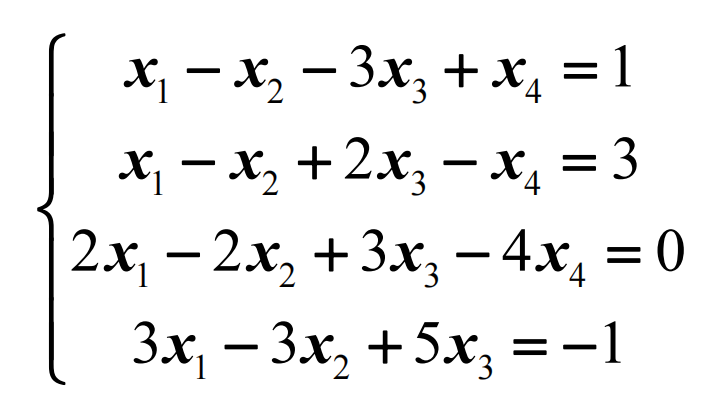 x₁ − x₂ − 3x₃ + x₄ = 1
x₁ − x₂ + 2x₃ − x₄ = 3
2x₁ − 2x₂ + 3x₃ − 4x₄ = 0
3x₁ − 3x₂ + 5x₃ = −1